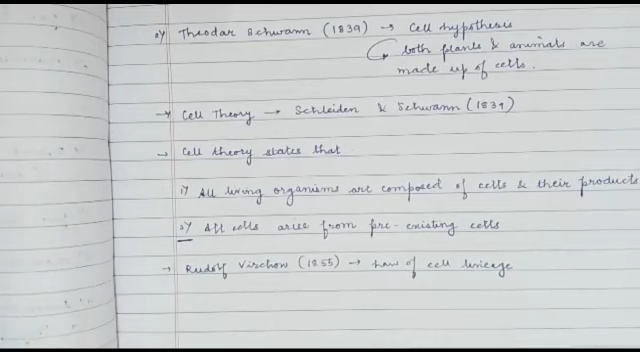 2) Theodar Schwann (1839) → Cell hypothesis
both plants & animals are
made up of cells.
→ Cell Theory → Schleiden & Schwann (1839)
→ Cell theory states that
1) All living organisms are composed of cells & their products
2) All cells arise from pre-existing cells
→ Rudolf Virchow (1855) → Law of cell lineage